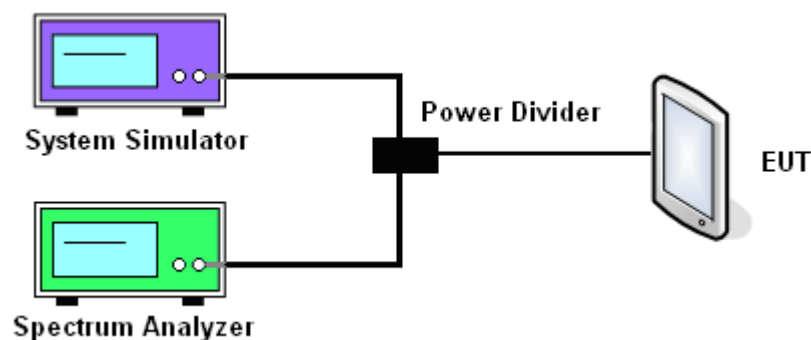 System Simulator
Power Divider
EUT
Spectrum Analyzer